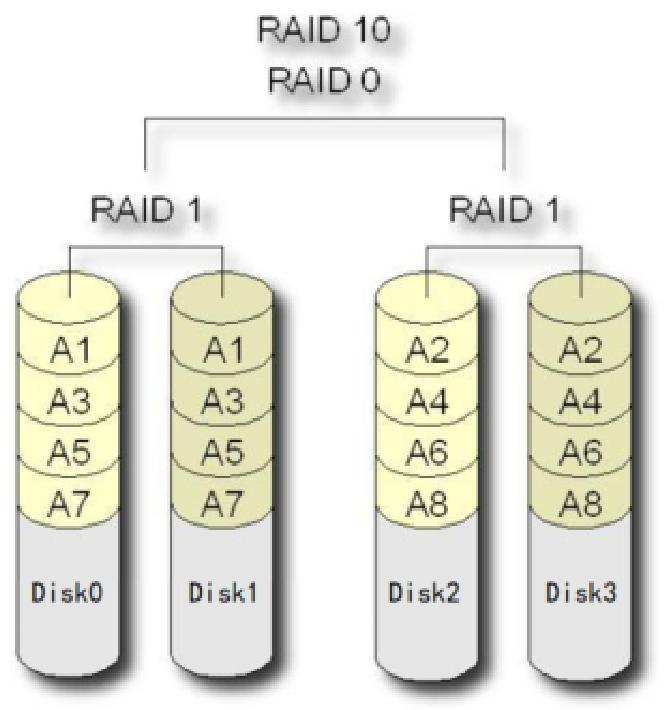 RAID 10
RAID 0
RAID 1 RAID 1
A1 A1 A2 A2
A3 A3 A4 A4
A5 A5 A6 A6
A7 A7 A8 A8
Disk0 Disk1 Disk2 Disk3